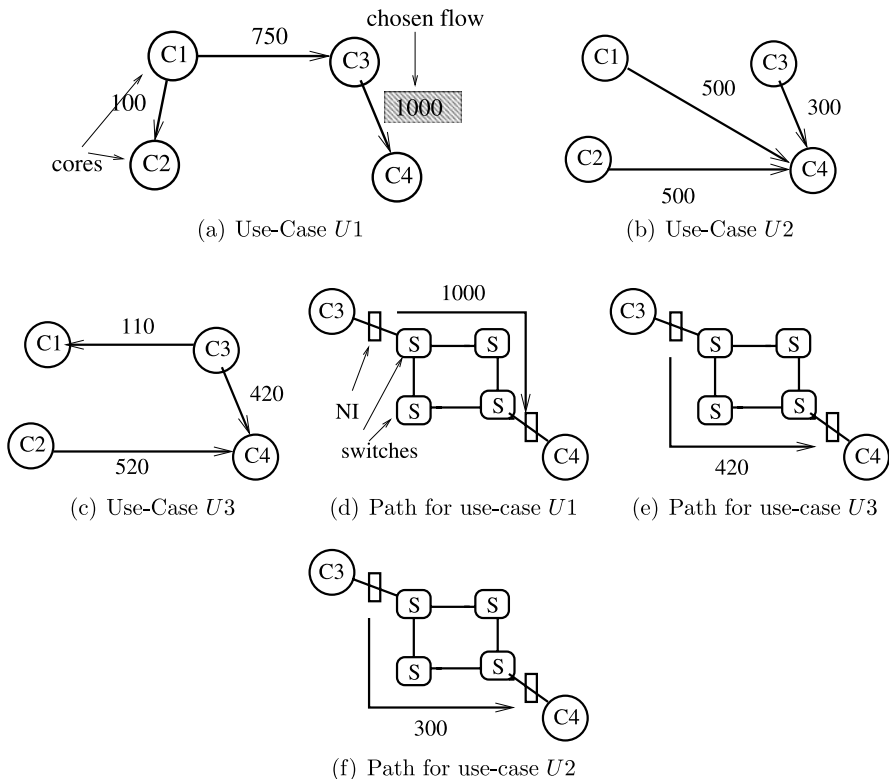 chosen flow
750
C1
C3
100
1000
cores
C2
C4
(a) Use-Case U1
C1
C3
500
300
C2
C4
500
(b) Use-Case U2
C1
110
C3
420
C2
520
C4
(c) Use-Case U3
C3
1000
S
S
NI
S
S
switches
C4
(d) Path for use-case U1
C3
S
S
S
S
420
C4
(e) Path for use-case U3
C3
S
S
S
S
300
C4
(f) Path for use-case U2